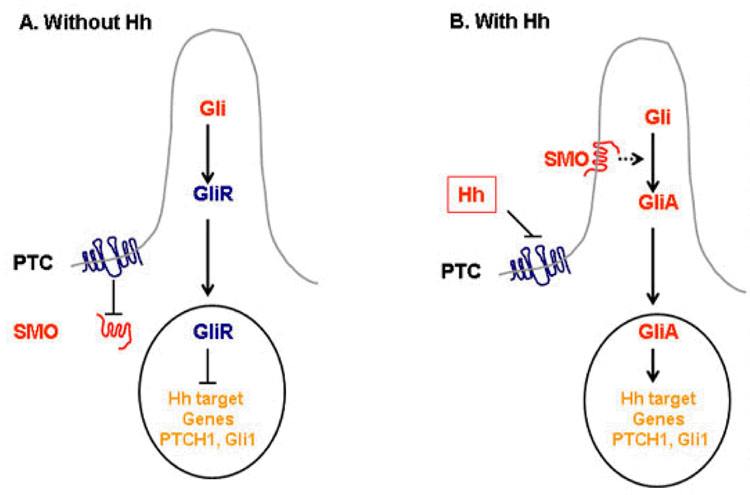 A. Without Hh
Gli
GliR
PTC
SMO
GliR
Hh target
Genes
PTCH1, Gli1
B. With Hh
Gli
SMO
Hh
GliA
PTC
GliA
Hh target
Genes
PTCH1, Gli1